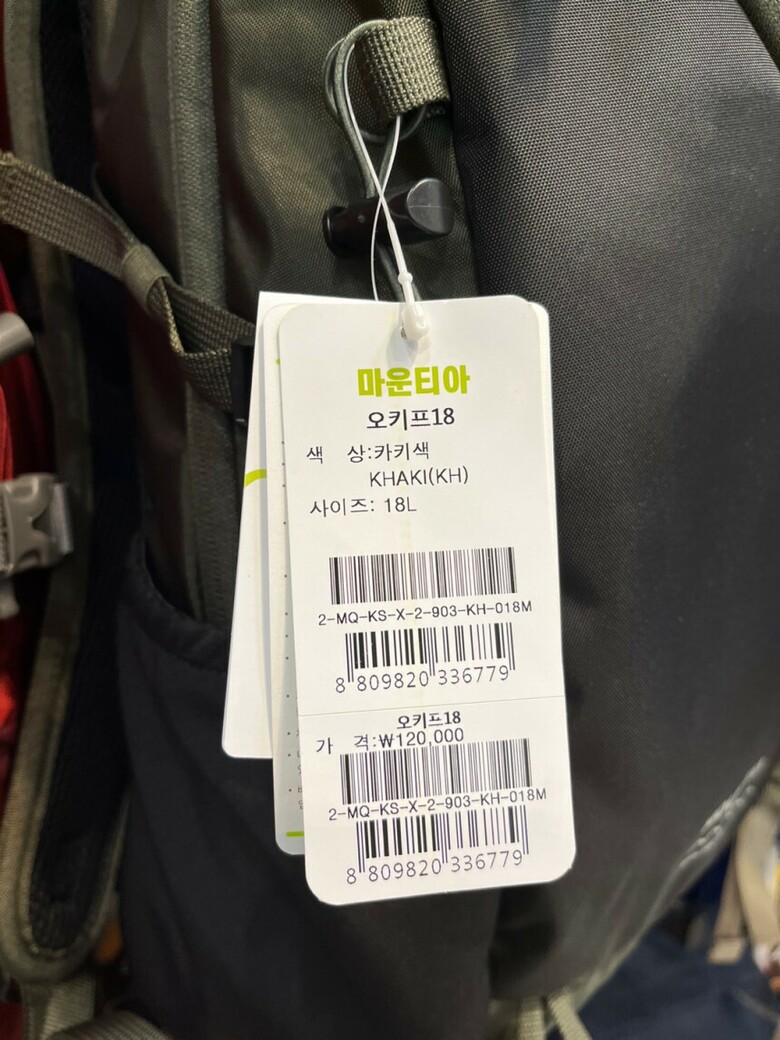 마운티아
오키프18
색 상:카키색
KHAKI(KH)
사이즈: 18L
2-MQ-KS-X-2-903-KH-018M
8 809820 336779
오키프18
가 격:₩120,000
2-MQ-KS-X-2-903-KH-018M
8 809820 336779